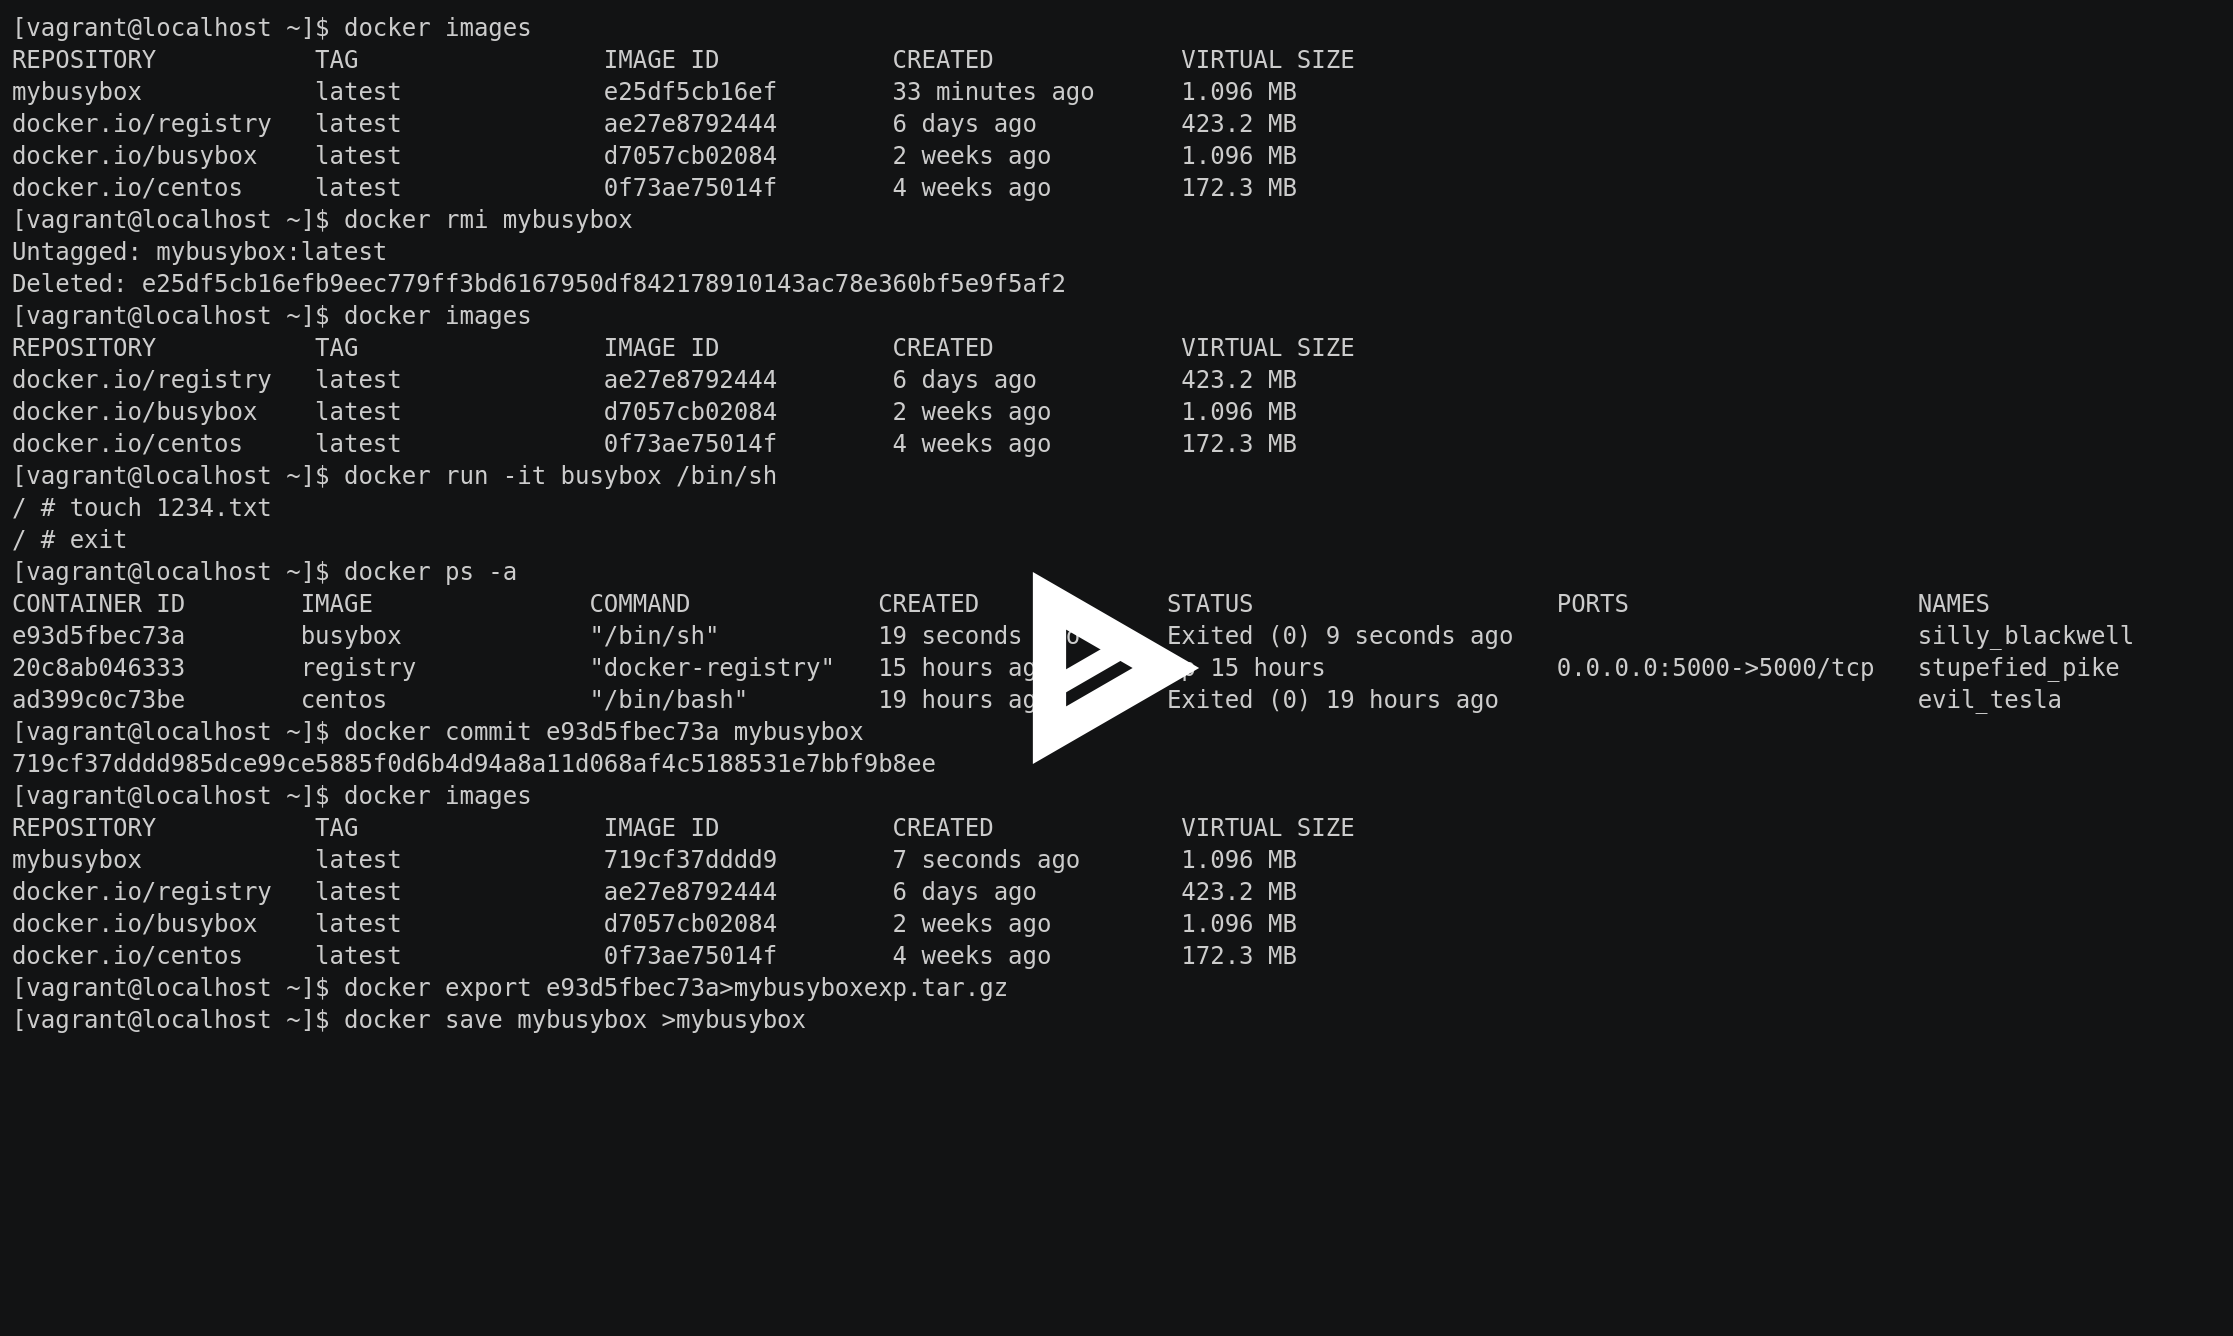 [vagrant@localhost ~]$ docker images
REPOSITORY           TAG                 IMAGE ID            CREATED             VIRTUAL SIZE
mybusybox            latest              e25df5cb16ef        33 minutes ago      1.096 MB
docker.io/registry   latest              ae27e8792444        6 days ago          423.2 MB
docker.io/busybox    latest              d7057cb02084        2 weeks ago         1.096 MB
docker.io/centos     latest              0f73ae75014f        4 weeks ago         172.3 MB
[vagrant@localhost ~]$ docker rmi mybusybox
Untagged: mybusybox:latest
Deleted: e25df5cb16efb9eec779ff3bd6167950df842178910143ac78e360bf5e9f5af2
[vagrant@localhost ~]$ docker images
REPOSITORY           TAG                 IMAGE ID            CREATED             VIRTUAL SIZE
docker.io/registry   latest              ae27e8792444        6 days ago          423.2 MB
docker.io/busybox    latest              d7057cb02084        2 weeks ago         1.096 MB
docker.io/centos     latest              0f73ae75014f        4 weeks ago         172.3 MB
[vagrant@localhost ~]$ docker run -it busybox /bin/sh
/ # touch 1234.txt
/ # exit
[vagrant@localhost ~]$ docker ps -a
CONTAINER ID        IMAGE               COMMAND             CREATED             STATUS                     PORTS                    NAMES
e93d5fbec73a        busybox             "/bin/sh"           19 seconds          Exited (0) 9 seconds ago                            silly_blackwell
20c8ab046333        registry            "docker-registry"   15 hours            15 hours                   0.0.0.0:5000->5000/tcp   stupefied_pike
ad399c0c73be        centos              "/bin/bash"         19 hours            Exited (0) 19 hours ago                             evil_tesla
[vagrant@localhost ~]$ docker commit e93d5fbec73a mybusybox
719cf37dddd985dce99ce5885f0d6b4d94a8a11d068af4c5188531e7bbf9b8ee
[vagrant@localhost ~]$ docker images
REPOSITORY           TAG                 IMAGE ID            CREATED             VIRTUAL SIZE
mybusybox            latest              719cf37dddd9        7 seconds ago       1.096 MB
docker.io/registry   latest              ae27e8792444        6 days ago          423.2 MB
docker.io/busybox    latest              d7057cb02084        2 weeks ago         1.096 MB
docker.io/centos     latest              0f73ae75014f        4 weeks ago         172.3 MB
[vagrant@localhost ~]$ docker export e93d5fbec73a>mybusyboxexp.tar.gz
[vagrant@localhost ~]$ docker save mybusybox >mybusybox